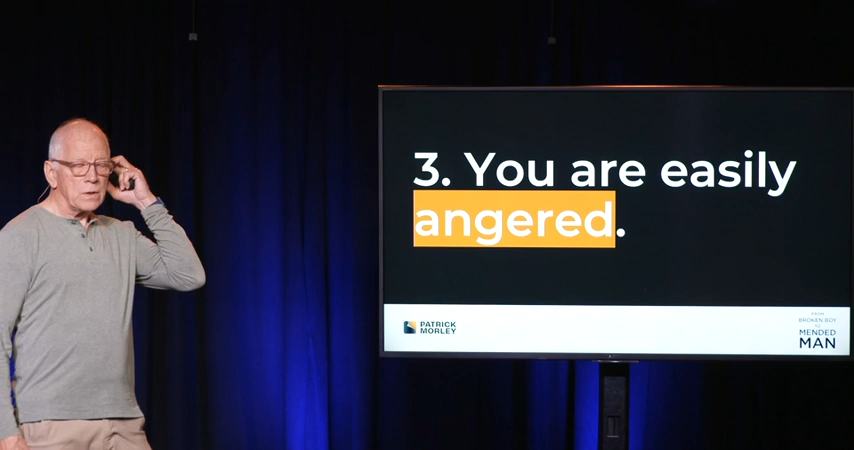 3. You are easily
angered.
PATRICK
MORLEY
FROM
BROKEN BOY
TO
MENDED
MAN